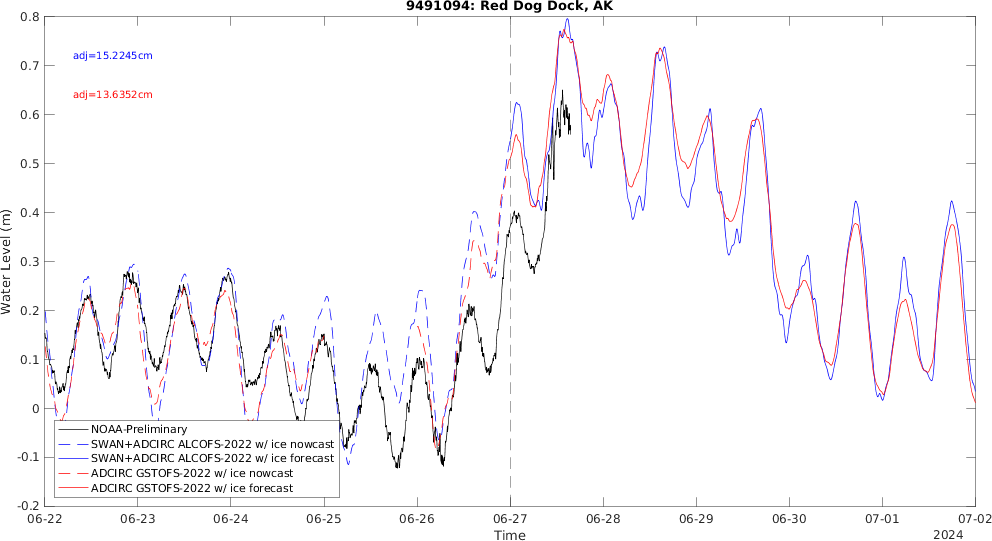 9491094: Red Dog Dock, AK
adj=15.2245cm
adj=13.6352cm
Water Level (m)
0.8
0.7
0.6
0.5
0.4
0.3
0.2
0.1
0
-0.1
-0.2
NOAA-Preliminary
SWAN+ADCIRC ALCOFS-2022 w/ ice nowcast
SWAN+ADCIRC ALCOFS-2022 w/ ice forecast
ADCIRC GSTOFS-2022 w/ ice nowcast
ADCIRC GSTOFS-2022 w/ ice forecast
06-22 06-23 06-24 06-25 06-26 06-27 06-28 06-29 06-30 07-01 07-02
Time
2024